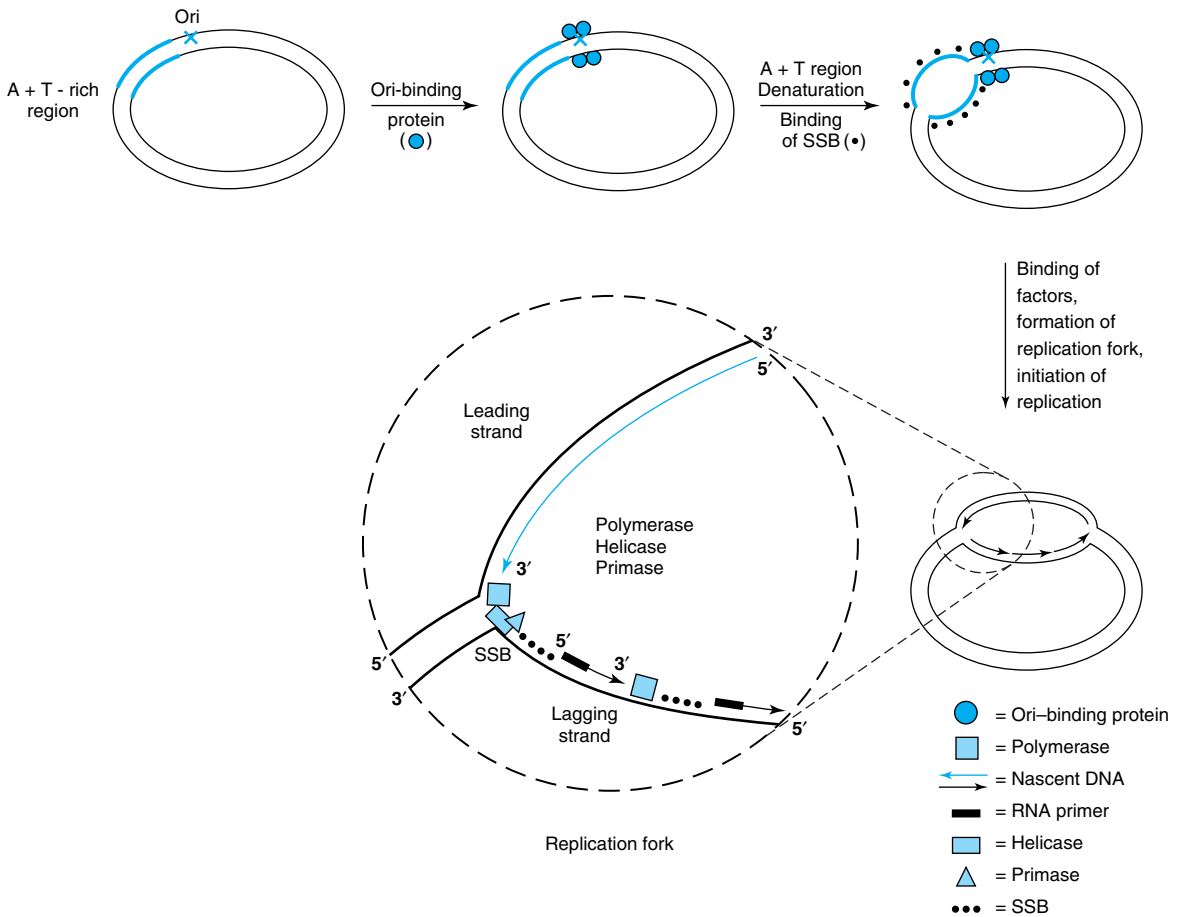 Ori
A + T - rich
region
Ori-binding
protein
( )
A + T region
Denaturation
Binding
of SSB ( • )
Binding of
factors,
formation of
replication fork,
initiation of
replication
3′
5′
Leading
strand
Polymerase
Helicase
Primase
3′
5′
3′
SSB
5′
3′
Lagging
strand
5′
5′
3′
Replication fork
= Ori–binding protein
= Polymerase
= Nascent DNA
= RNA primer
= Helicase
= Primase
= SSB